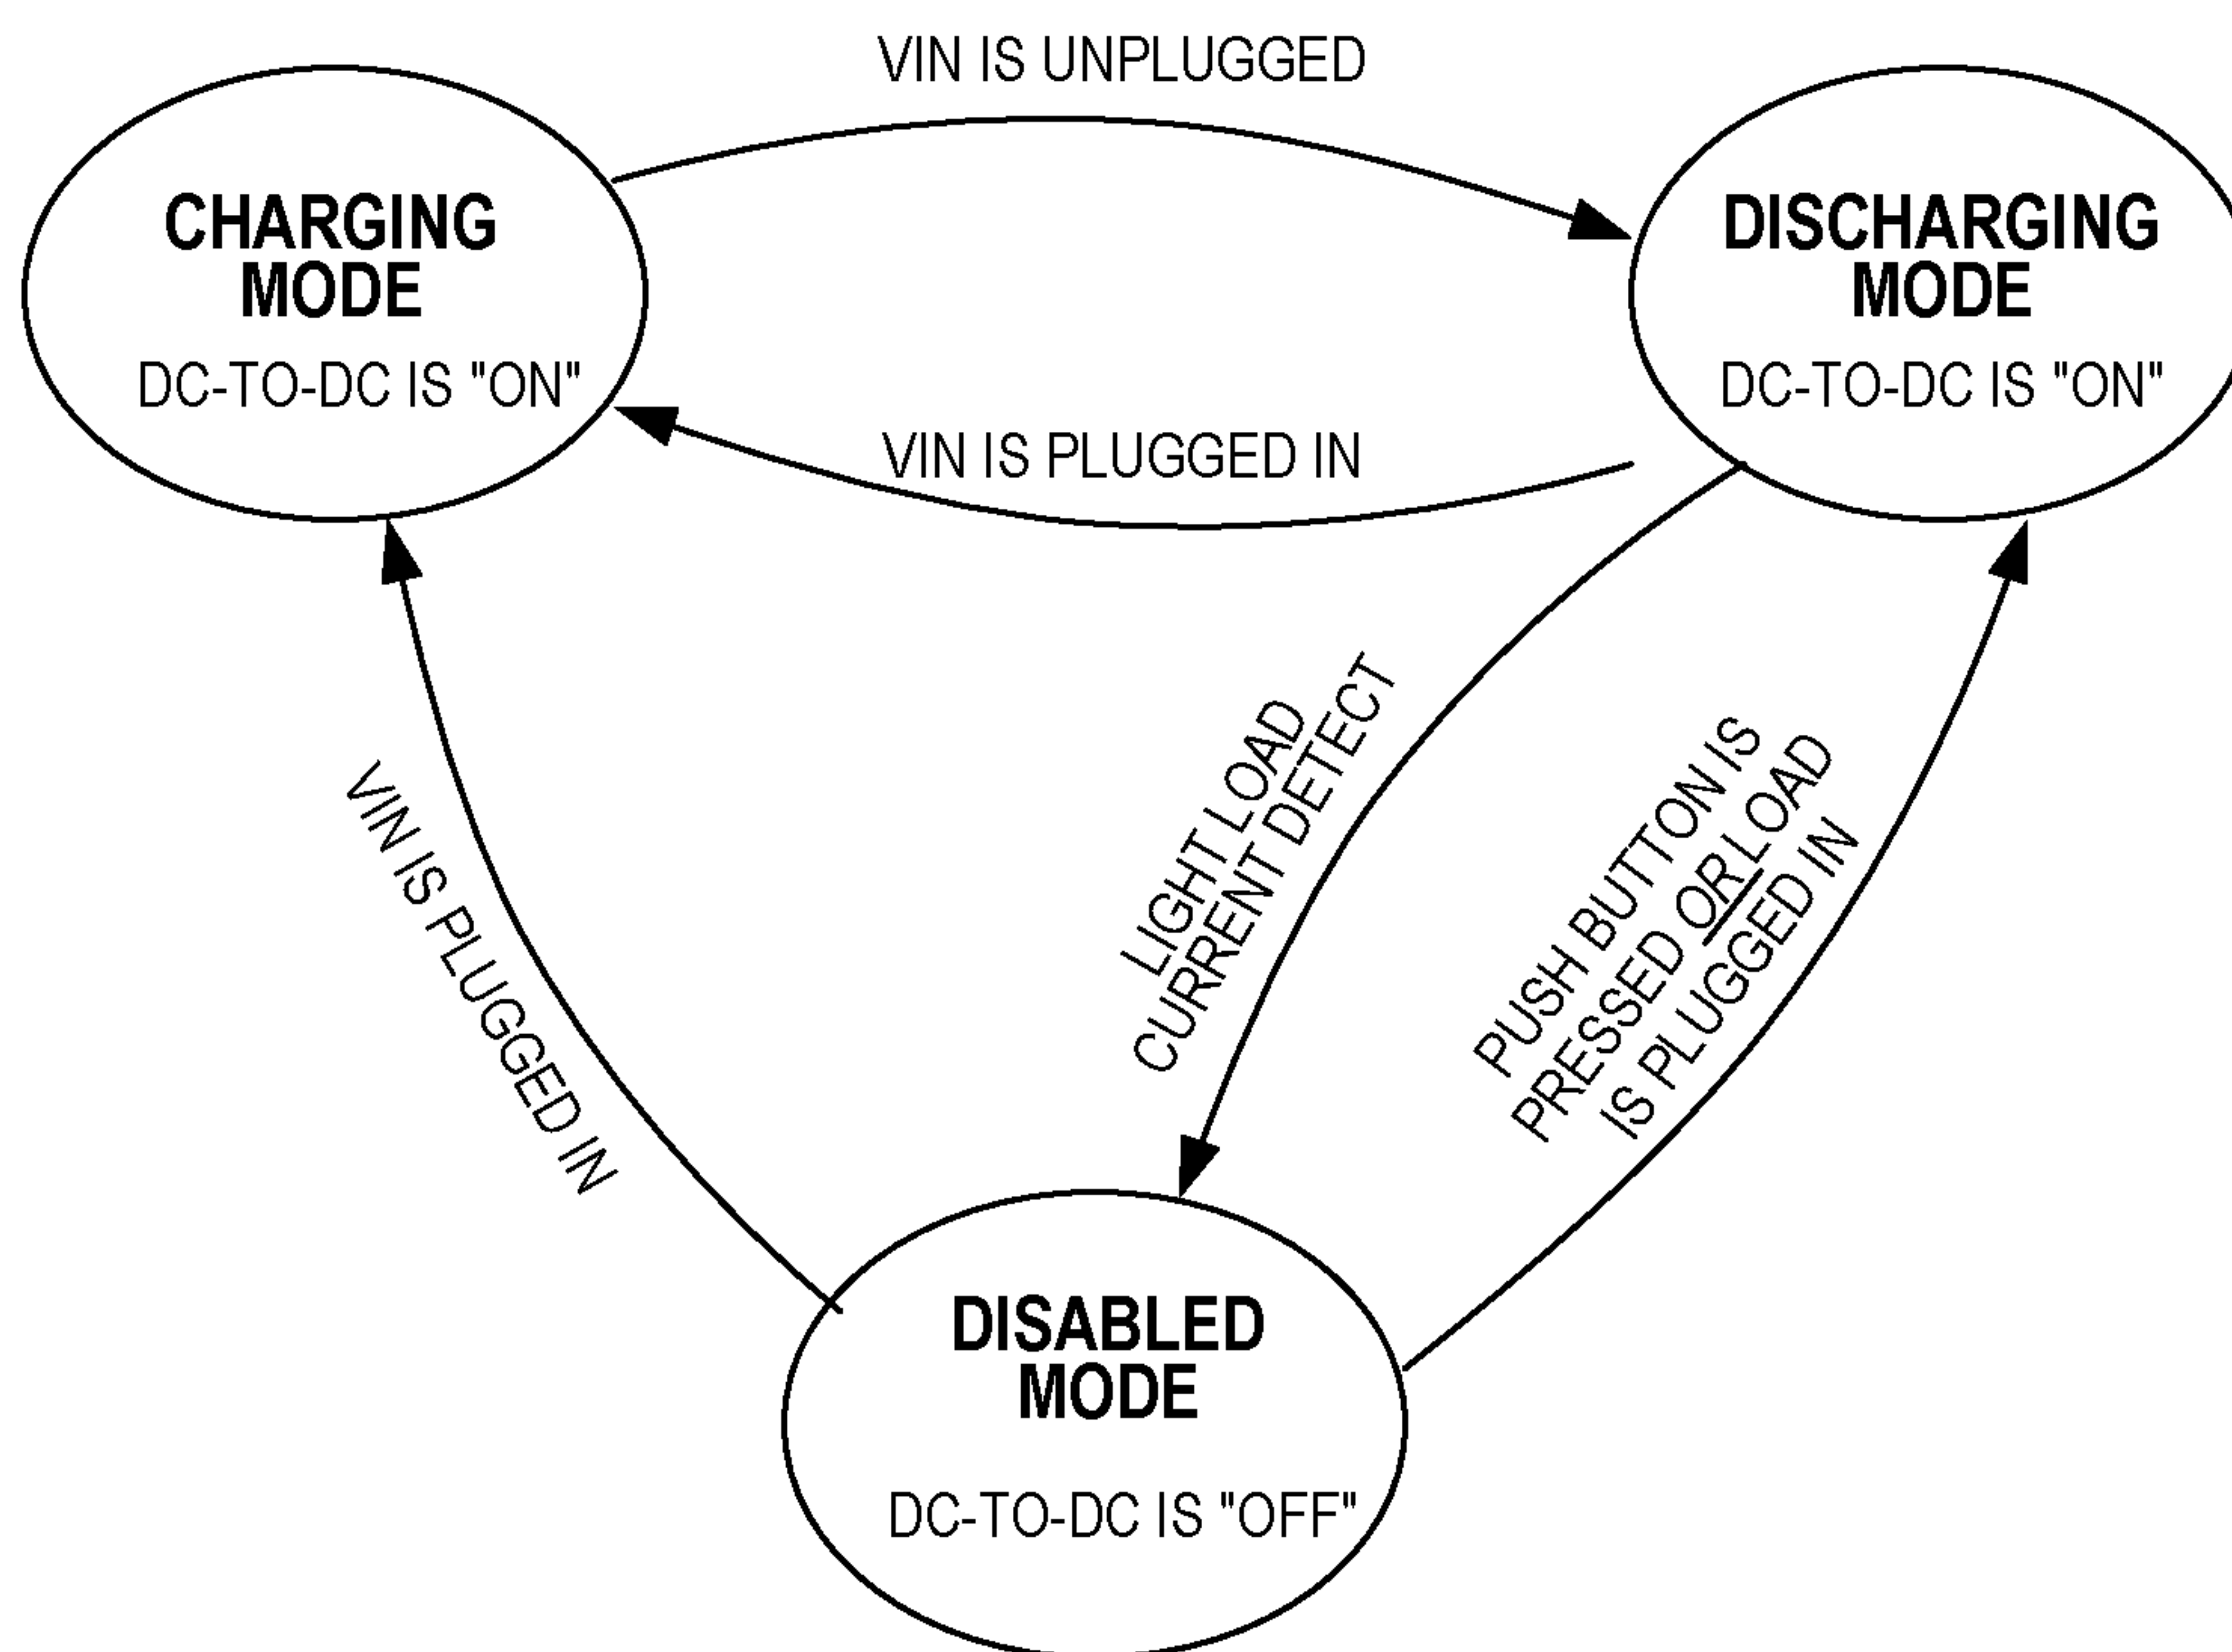 VIN IS UNPLUGGED
CHARGING
MODE
DC-TO-DC IS "ON"
DISCHARGING
MODE
DC-TO-DC IS "ON"
VIN IS PLUGGED IN
VIN IS PLUGGED IN
LIGHT LOAD
CURRENT DETECT
PUSH BUTTON IS
PRESSED OR LOAD
IS PLUGGED IN
DISABLED
MODE
DC-TO-DC IS "OFF"